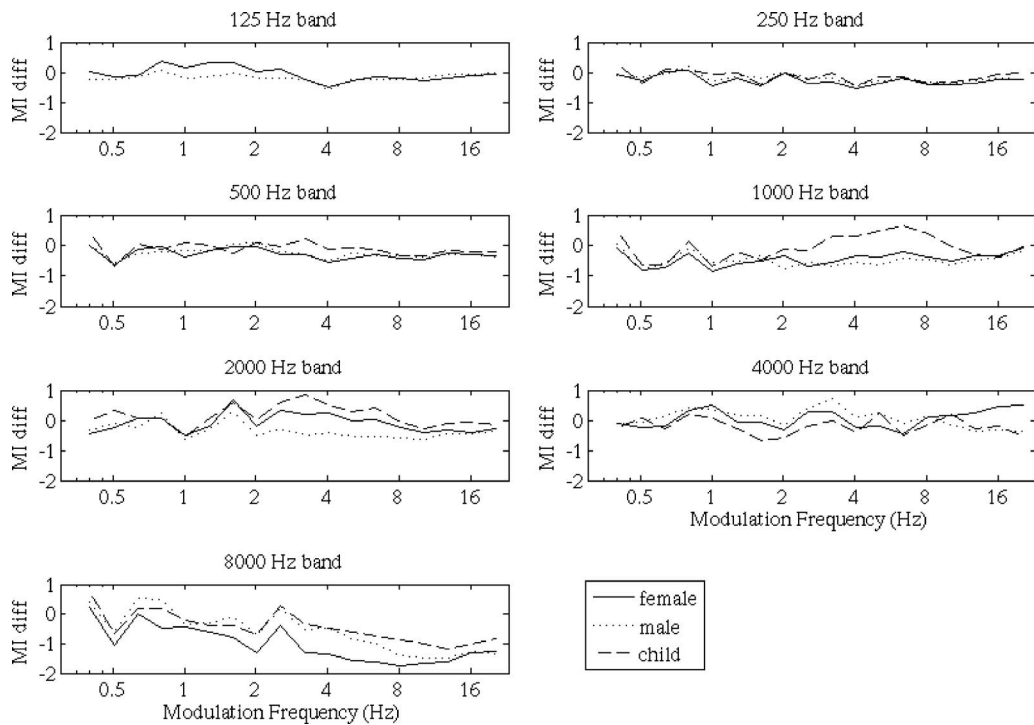 125 Hz band
MI diff
1
0
-1
-2
0.5 1 2 4 8 16
250 Hz band
MI diff
1
0
-1
-2
0.5 1 2 4 8 16
500 Hz band
MI diff
1
0
-1
-2
0.5 1 2 4 8 16
1000 Hz band
MI diff
1
0
-1
-2
0.5 1 2 4 8 16
2000 Hz band
MI diff
1
0
-1
-2
0.5 1 2 4 8 16
4000 Hz band
MI diff
1
0
-1
-2
0.5 1 2 4 8 16
Modulation Frequency (Hz)
8000 Hz band
MI diff
1
0
-1
-2
0.5 1 2 4 8 16
Modulation Frequency (Hz)
female
male
child